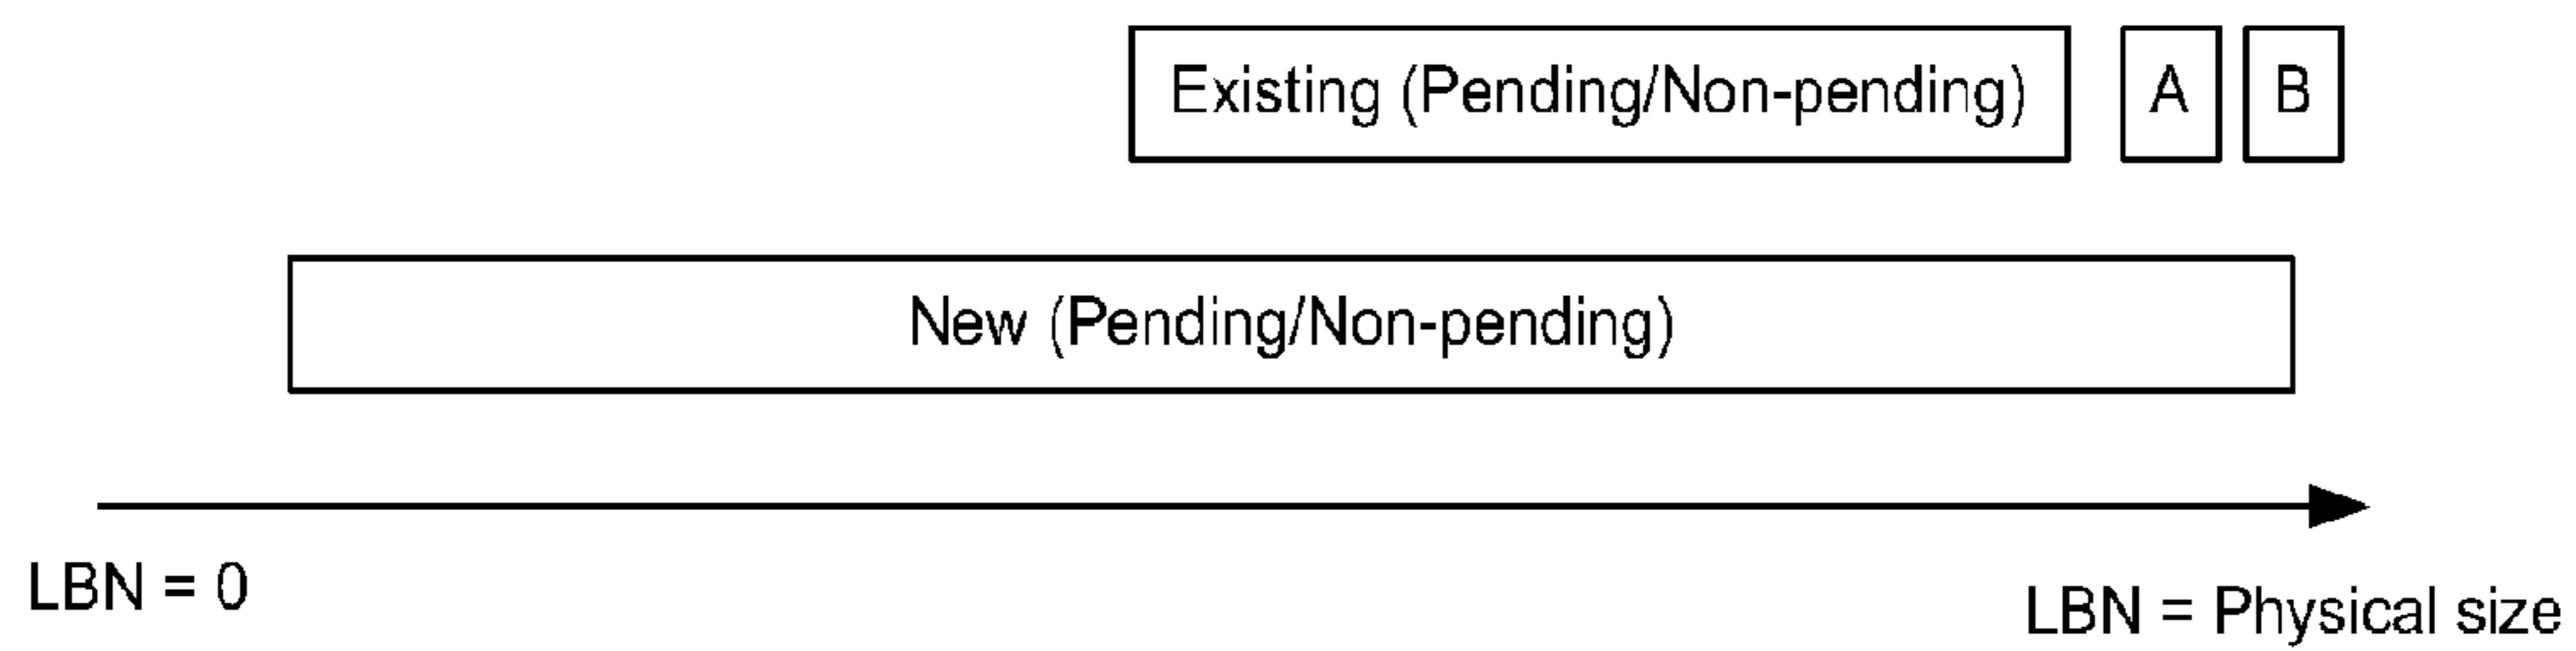 Existing (Pending/Non-pending)
A
B
New (Pending/Non-pending)
LBN = 0
LBN = Physical size